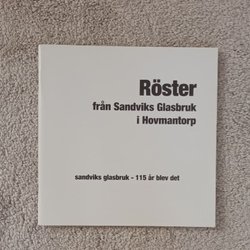 Röster
från Sandviks Glasbruk
i Hovmantorp
sandviks glasbruk - 115 år blev det